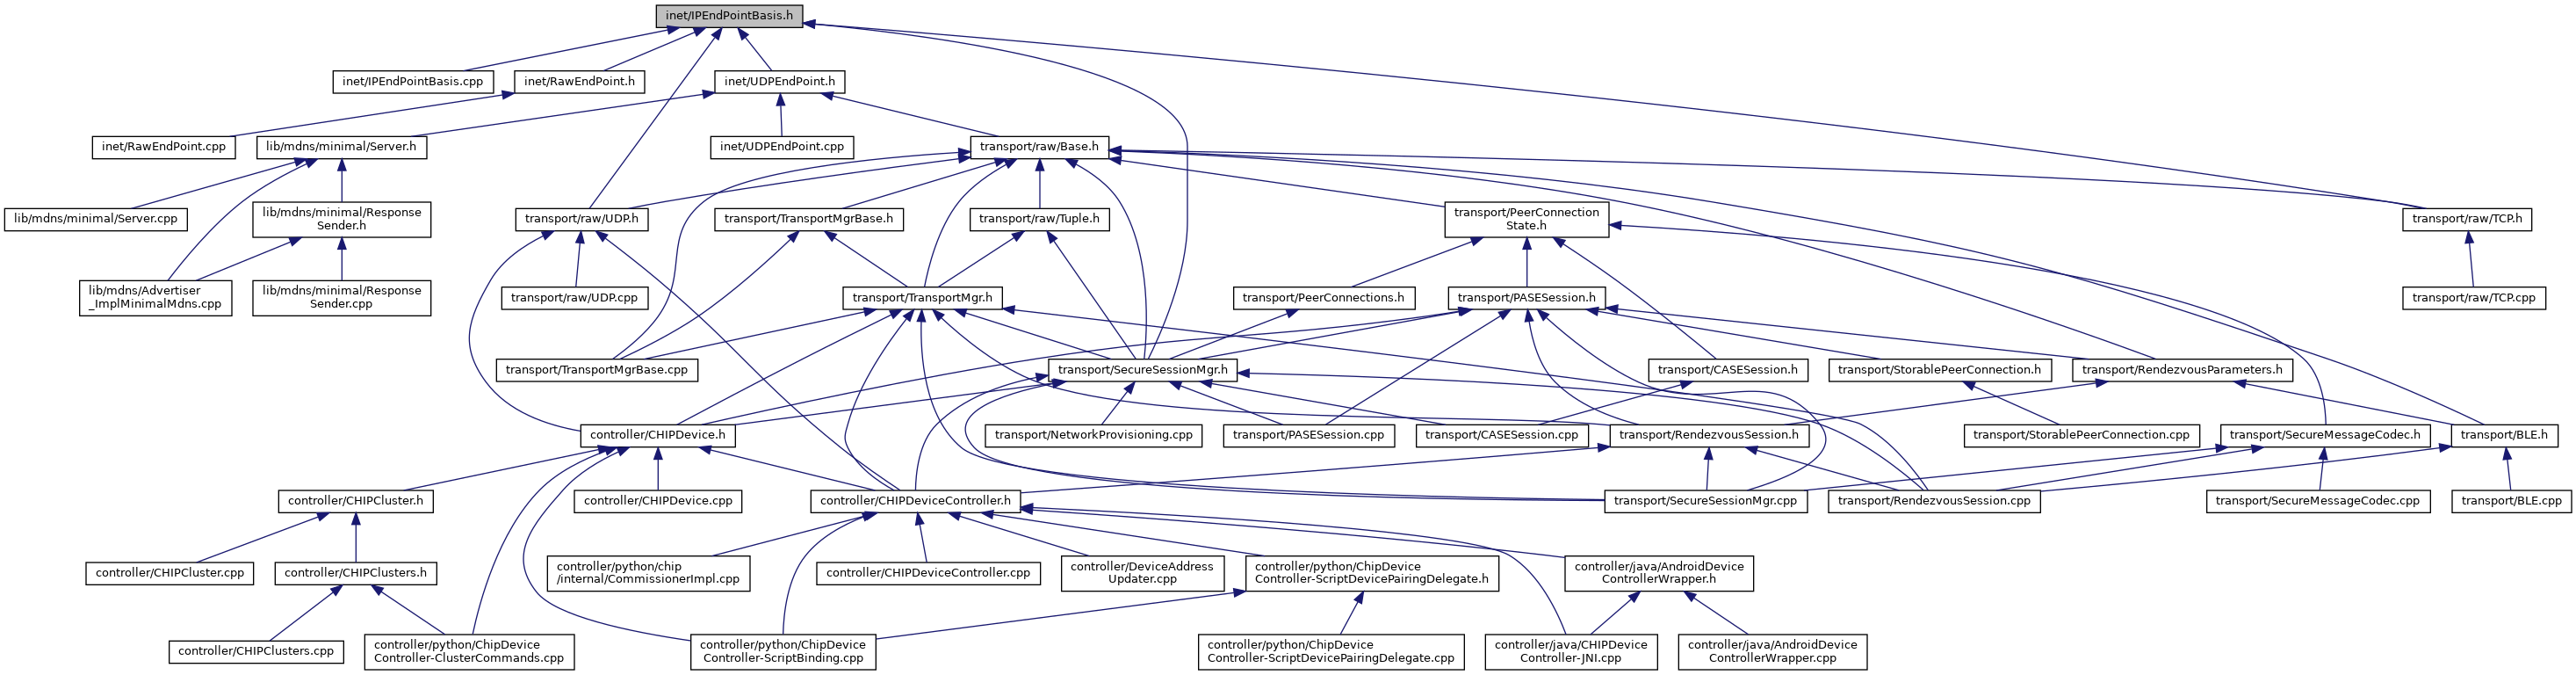 inet/IPEndPointBasis.h
inet/IPEndPointBasis.cpp
inet/RawEndPoint.h
inet/UDPEndPoint.h
inet/RawEndPoint.cpp
lib/mdns/minimal/Server.h
inet/UDPEndPoint.cpp
transport/raw/Base.h
lib/mdns/minimal/Server.cpp
lib/mdns/minimal/Response
Sender.h
transport/raw/UDP.h
transport/TransportMgrBase.h
transport/raw/Tuple.h
transport/PeerConnection
State.h
transport/raw/TCP.h
lib/mdns/Advertiser
_ImplMinimalMdns.cpp
lib/mdns/minimal/Response
Sender.cpp
transport/raw/UDP.cpp
transport/TransportMgr.h
transport/PeerConnections.h
transport/PASESession.h
transport/raw/TCP.cpp
transport/TransportMgrBase.cpp
transport/SecureSessionMgr.h
transport/CASESession.h
transport/StorablePeerConnection.h
transport/RendezvousParameters.h
controller/CHIPDevice.h
transport/NetworkProvisioning.cpp
transport/PASESession.cpp
transport/CASESession.cpp
transport/RendezvousSession.h
transport/StorablePeerConnection.cpp
transport/SecureMessageCodec.h
transport/BLE.h
controller/CHIPCluster.h
controller/CHIPDevice.cpp
controller/CHIPDeviceController.h
transport/SecureSessionMgr.cpp
transport/RendezvousSession.cpp
transport/SecureMessageCodec.cpp
transport/BLE.cpp
controller/CHIPCluster.cpp
controller/CHIPClusters.h
controller/python/chip
/internal/CommissionerImpl.cpp
controller/CHIPDeviceController.cpp
controller/DeviceAddress
Updater.cpp
controller/python/ChipDevice
Controller-ScriptDevicePairingDelegate.h
controller/java/AndroidDevice
ControllerWrapper.h
controller/CHIPClusters.cpp
controller/python/ChipDevice
Controller-ClusterCommands.cpp
controller/python/ChipDevice
Controller-ScriptBinding.cpp
controller/python/ChipDevice
Controller-ScriptDevicePairingDelegate.cpp
controller/java/CHIPDevice
Controller-JNI.cpp
controller/java/AndroidDevice
ControllerWrapper.cpp